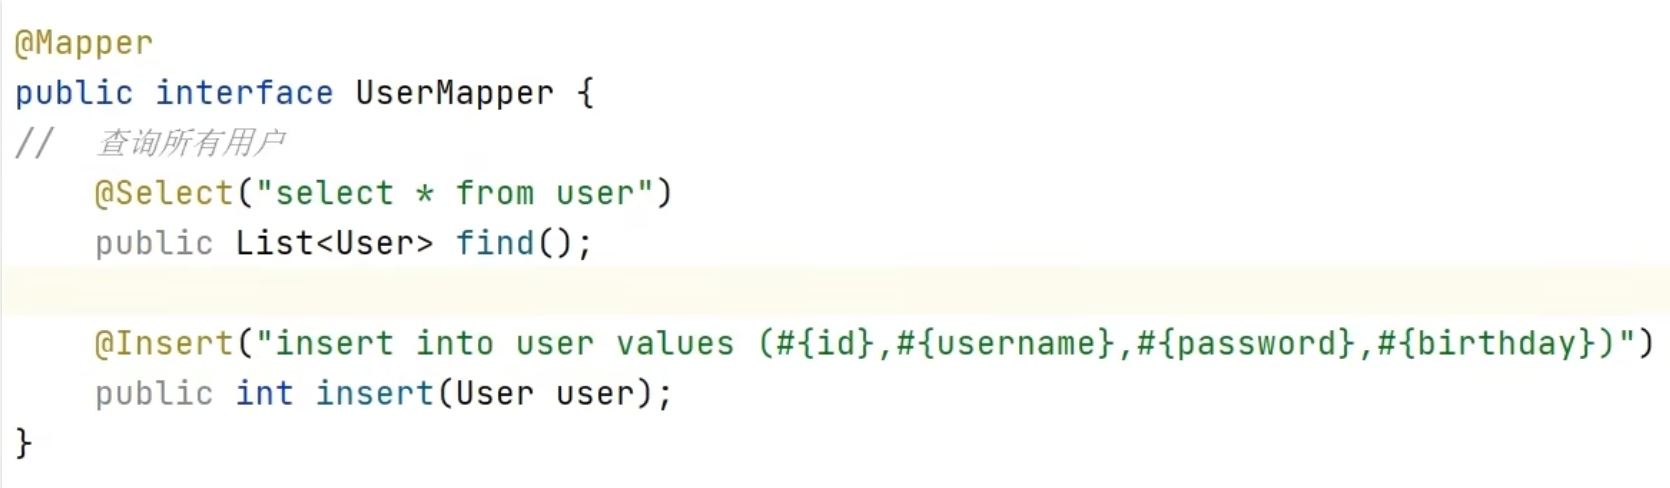 @Mapper
public interface UserMapper {
//  查询所有用户
    @Select("select * from user")
    public List<User> find();
    @Insert("insert into user values (#{id},#{username},#{password},#{birthday})")
    public int insert(User user);
}